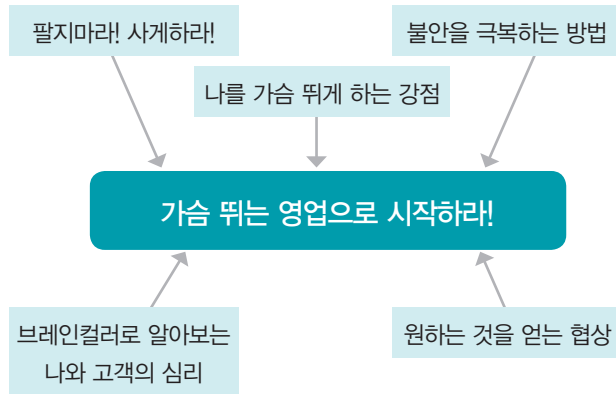 팔지마라! 사게하라!
불안을 극복하는 방법
나를 가슴 뛰게 하는 강점
가슴 뛰는 영업으로 시작하라!
브레인컬러로 알아보는
나와 고객의 심리
원하는 것을 얻는 협상